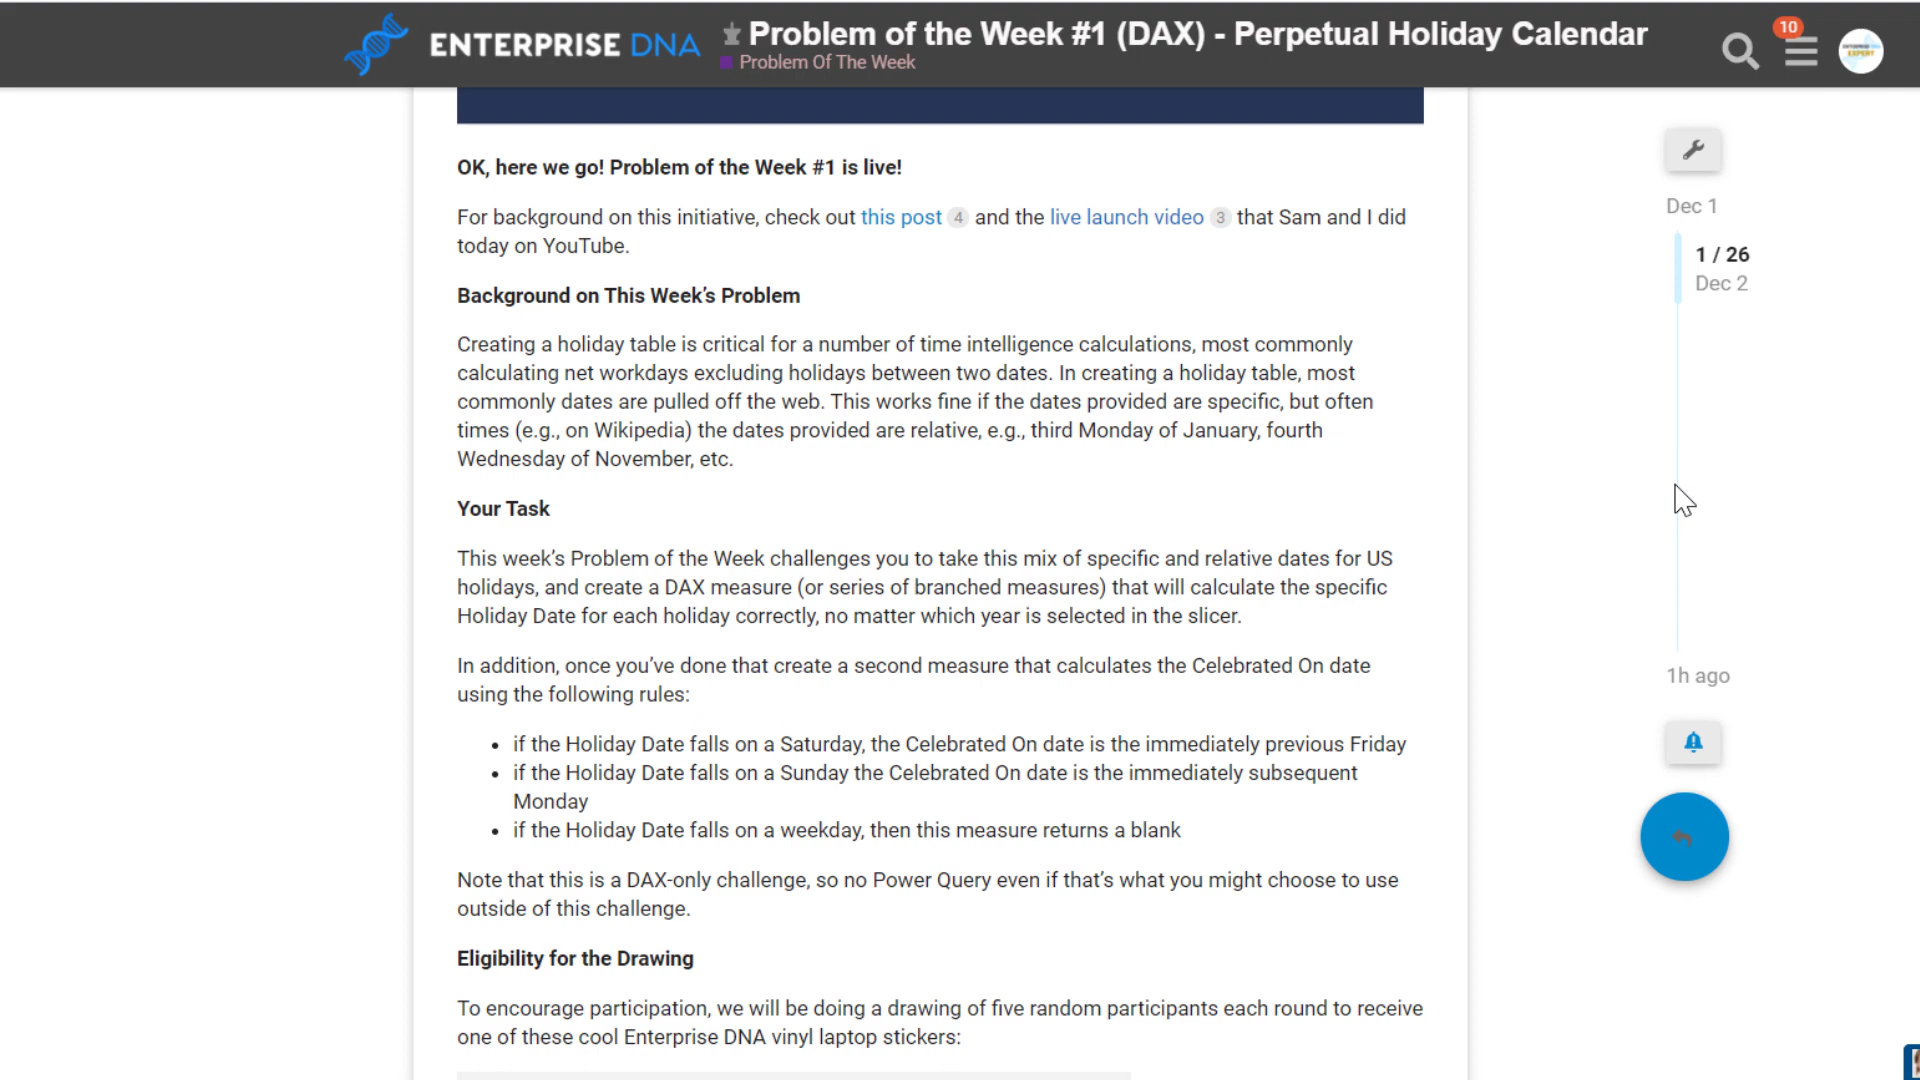 ENTERPRISE DNA
Problem of the Week #1 (DAX) - Perpetual Holiday Calendar
Problem Of The Week
10
OK, here we go! Problem of the Week #1 is live!
For background on this initiative, check out this post 4 and the live launch video 3 that Sam and I did
today on YouTube.
Background on This Week’s Problem
Creating a holiday table is critical for a number of time intelligence calculations, most commonly
calculating net workdays excluding holidays between two dates. In creating a holiday table, most
commonly dates are pulled off the web. This works fine if the dates provided are specific, but often
times (e.g., on Wikipedia) the dates provided are relative, e.g., third Monday of January, fourth
Wednesday of November, etc.
Your Task
This week’s Problem of the Week challenges you to take this mix of specific and relative dates for US
holidays, and create a DAX measure (or series of branched measures) that will calculate the specific
Holiday Date for each holiday correctly, no matter which year is selected in the slicer.
In addition, once you’ve done that create a second measure that calculates the Celebrated On date
using the following rules:
• if the Holiday Date falls on a Saturday, the Celebrated On date is the immediately previous Friday
• if the Holiday Date falls on a Sunday the Celebrated On date is the immediately subsequent
Monday
• if the Holiday Date falls on a weekday, then this measure returns a blank
Note that this is a DAX-only challenge, so no Power Query even if that’s what you might choose to use
outside of this challenge.
Eligibility for the Drawing
To encourage participation, we will be doing a drawing of five random participants each round to receive
one of these cool Enterprise DNA vinyl laptop stickers:
Dec 1
1 / 26
Dec 2
1h ago